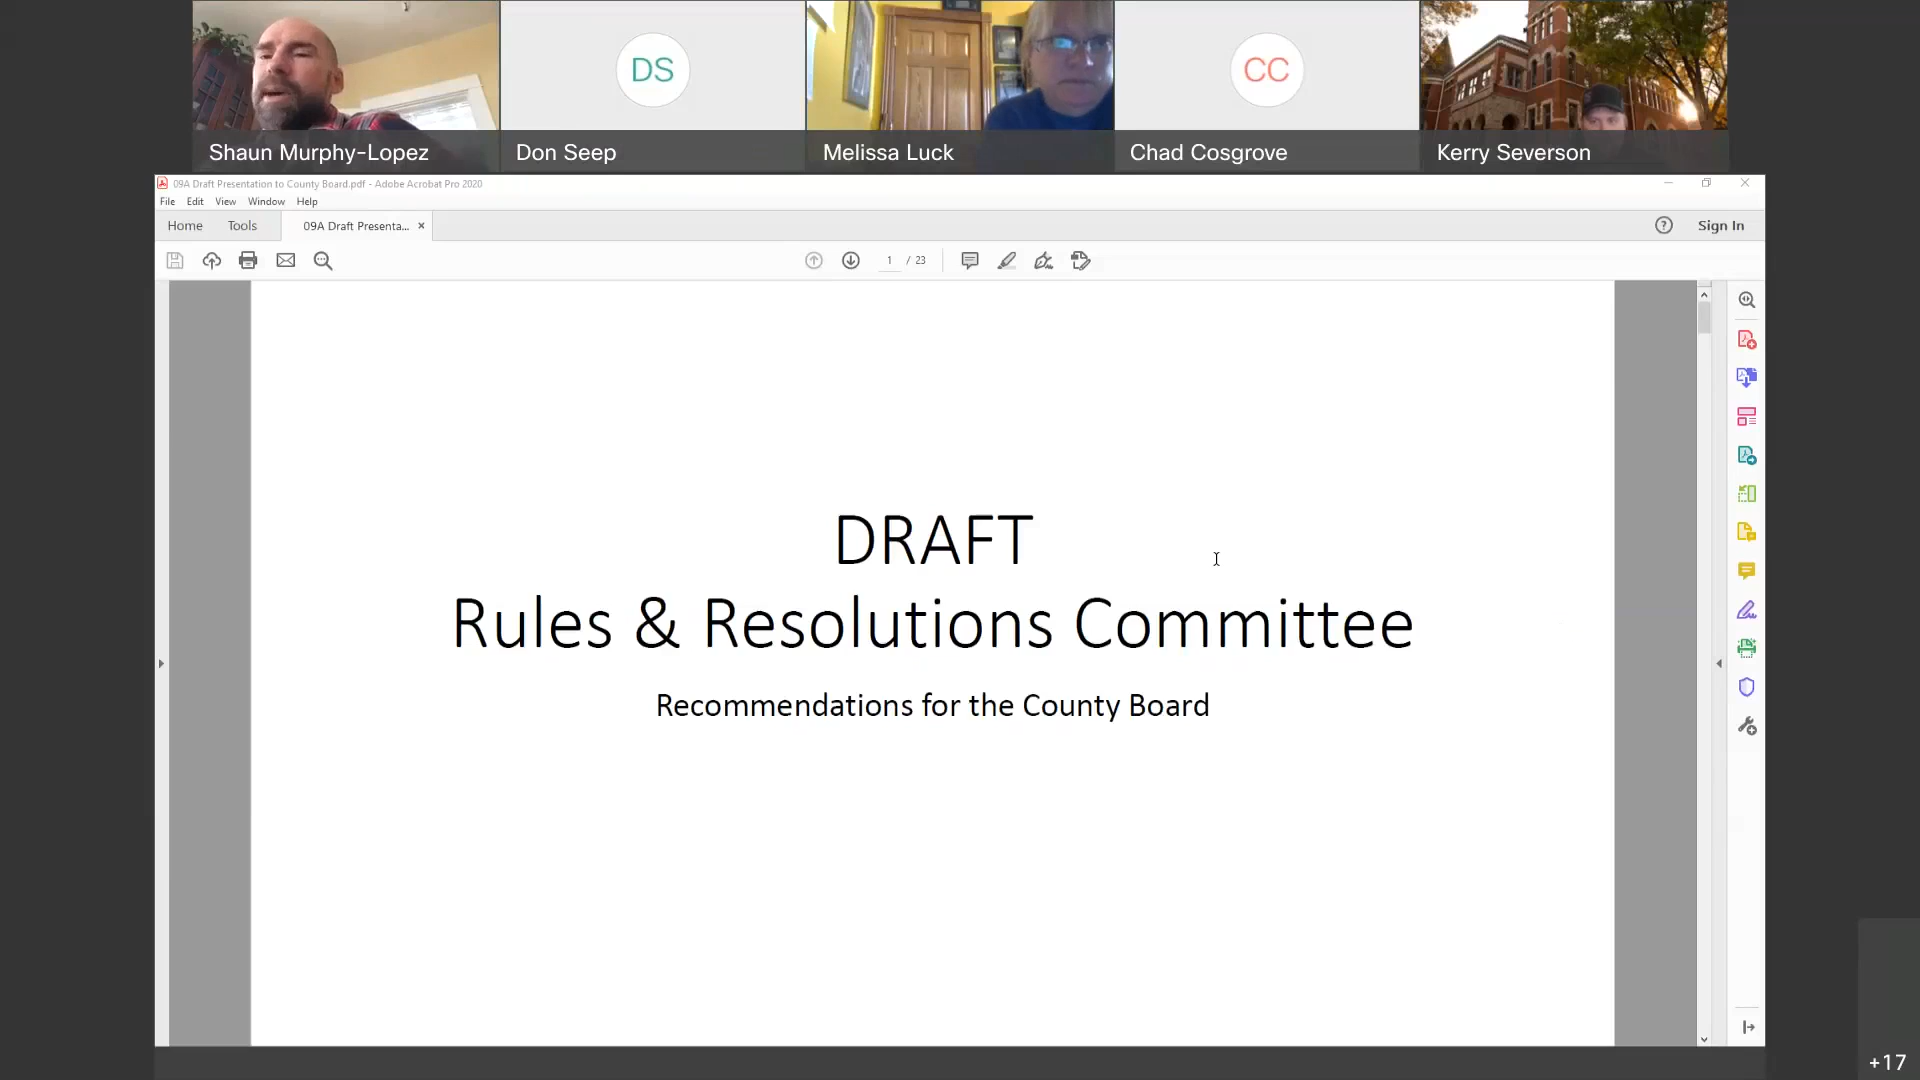 DS
CC
Shaun Murphy-Lopez
Don Seep
Melissa Luck
Chad Cosgrove
Kerry Severson
09A Draft Presentation to County Board.pdf - Adobe Acrobat Pro 2020
File Edit View Window Help
Home Tools 09A Draft Presenta... × ? Sign In
1 / 23
DRAFT
Rules & Resolutions Committee
Recommendations for the County Board
+17